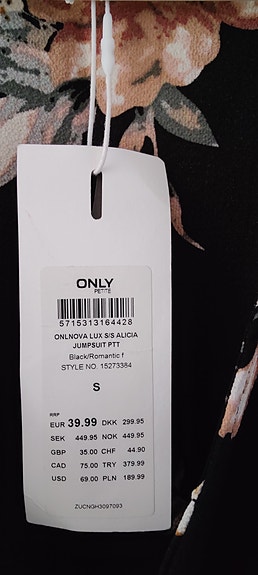 ONLY
PETITE
5715313164428
ONLNOVA LUX S/S ALICIA
JUMPSUIT PTT
Black/Romantic f
STYLE NO. 15273384
S
RRP
EUR 39.99 DKK 299.95
SEK 449.95 NOK 449.95
GBP 35.00 CHF 44.90
CAD 75.00 TRY 379.99
USD 69.00 PLN 189.99
ZUCNGH3097093